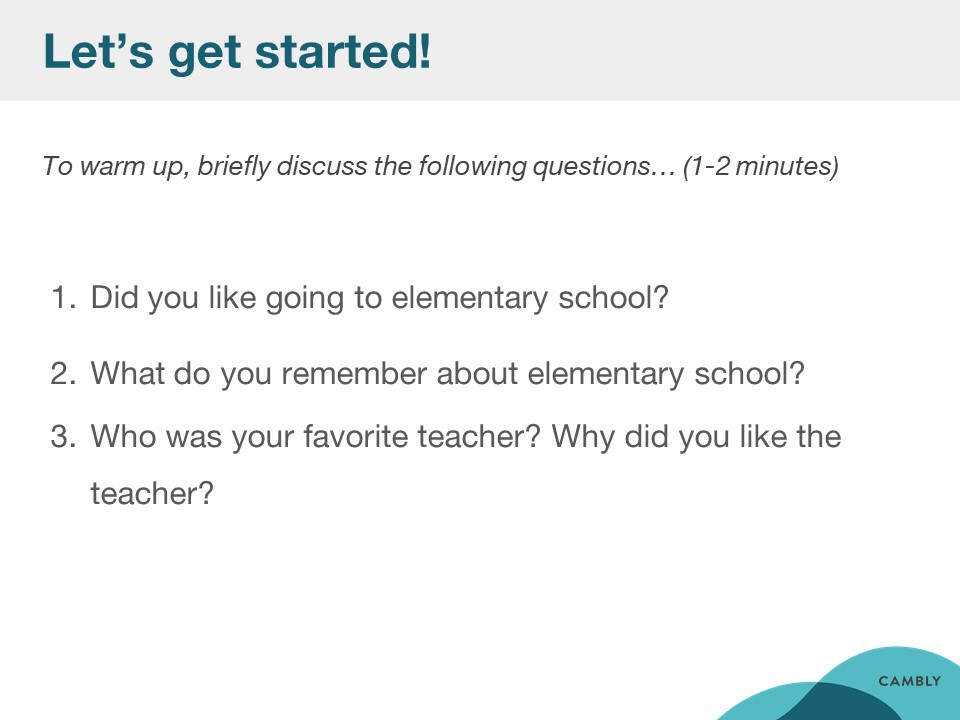 Let’s get started!
To warm up, briefly discuss the following questions… (1-2 minutes)
1. Did you like going to elementary school?
2. What do you remember about elementary school?
3. Who was your favorite teacher? Why did you like the
teacher?
CAMBLY